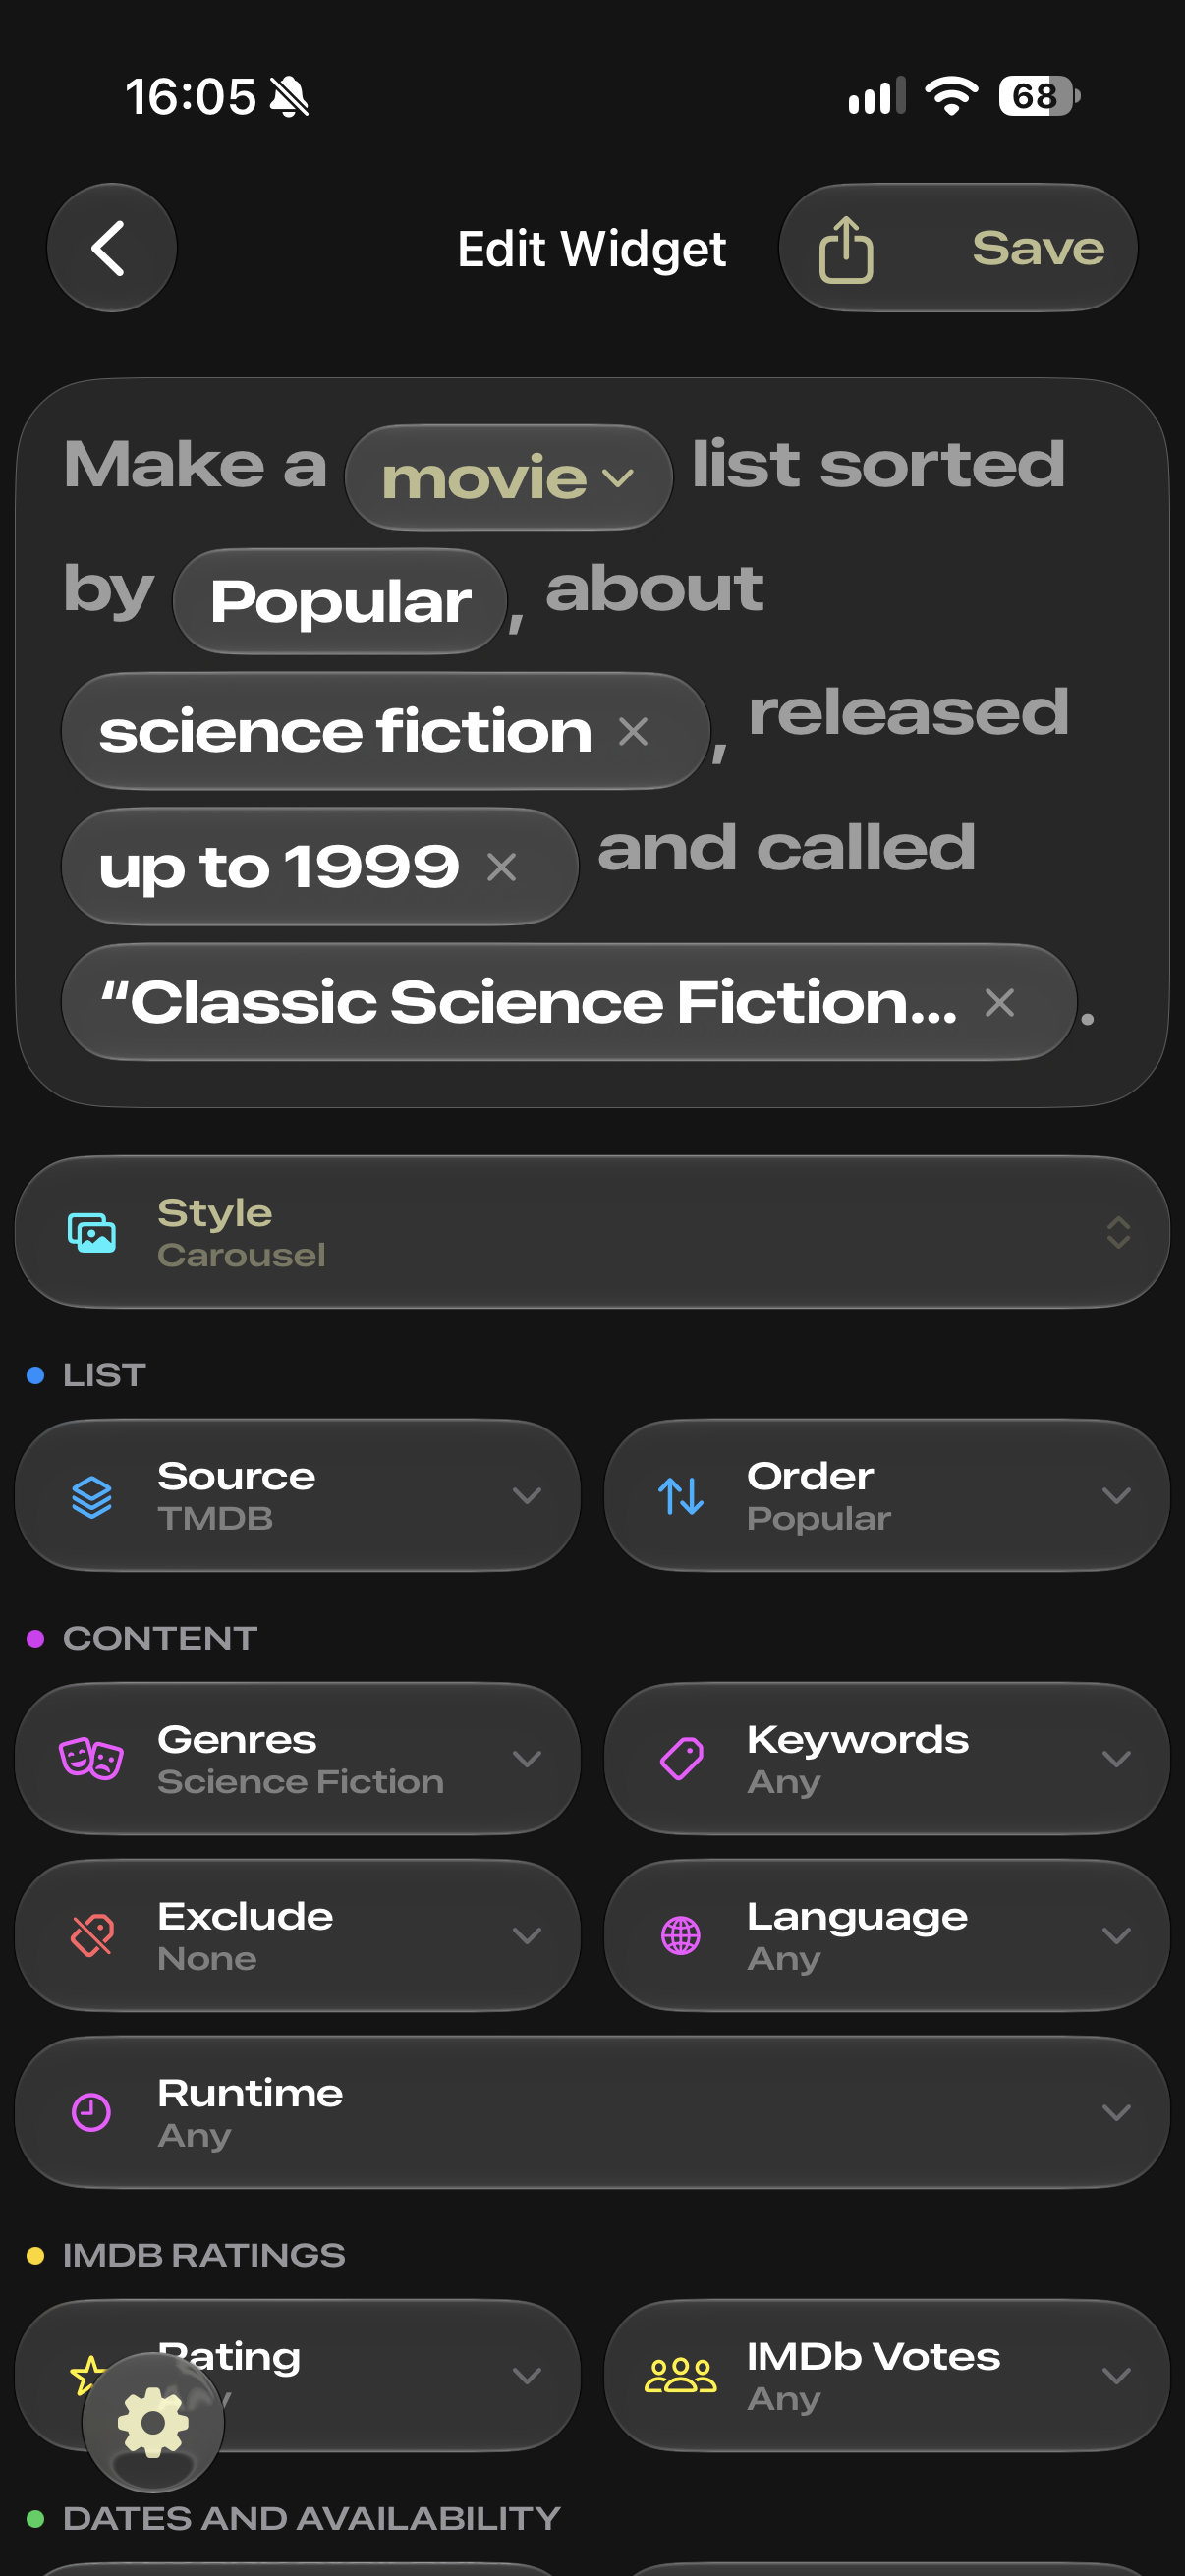 16:05
68
Edit Widget
Save
Make a movie list sorted
by Popular, about
science fiction, released
up to 1999 and called
“Classic Science Fiction... .
Style
Carousel
LIST
Source
TMDB
Order
Popular
CONTENT
Genres
Science Fiction
Keywords
Any
Exclude
None
Language
Any
Runtime
Any
IMDB RATINGS
Rating
IMDb Votes
Any
DATES AND AVAILABILITY